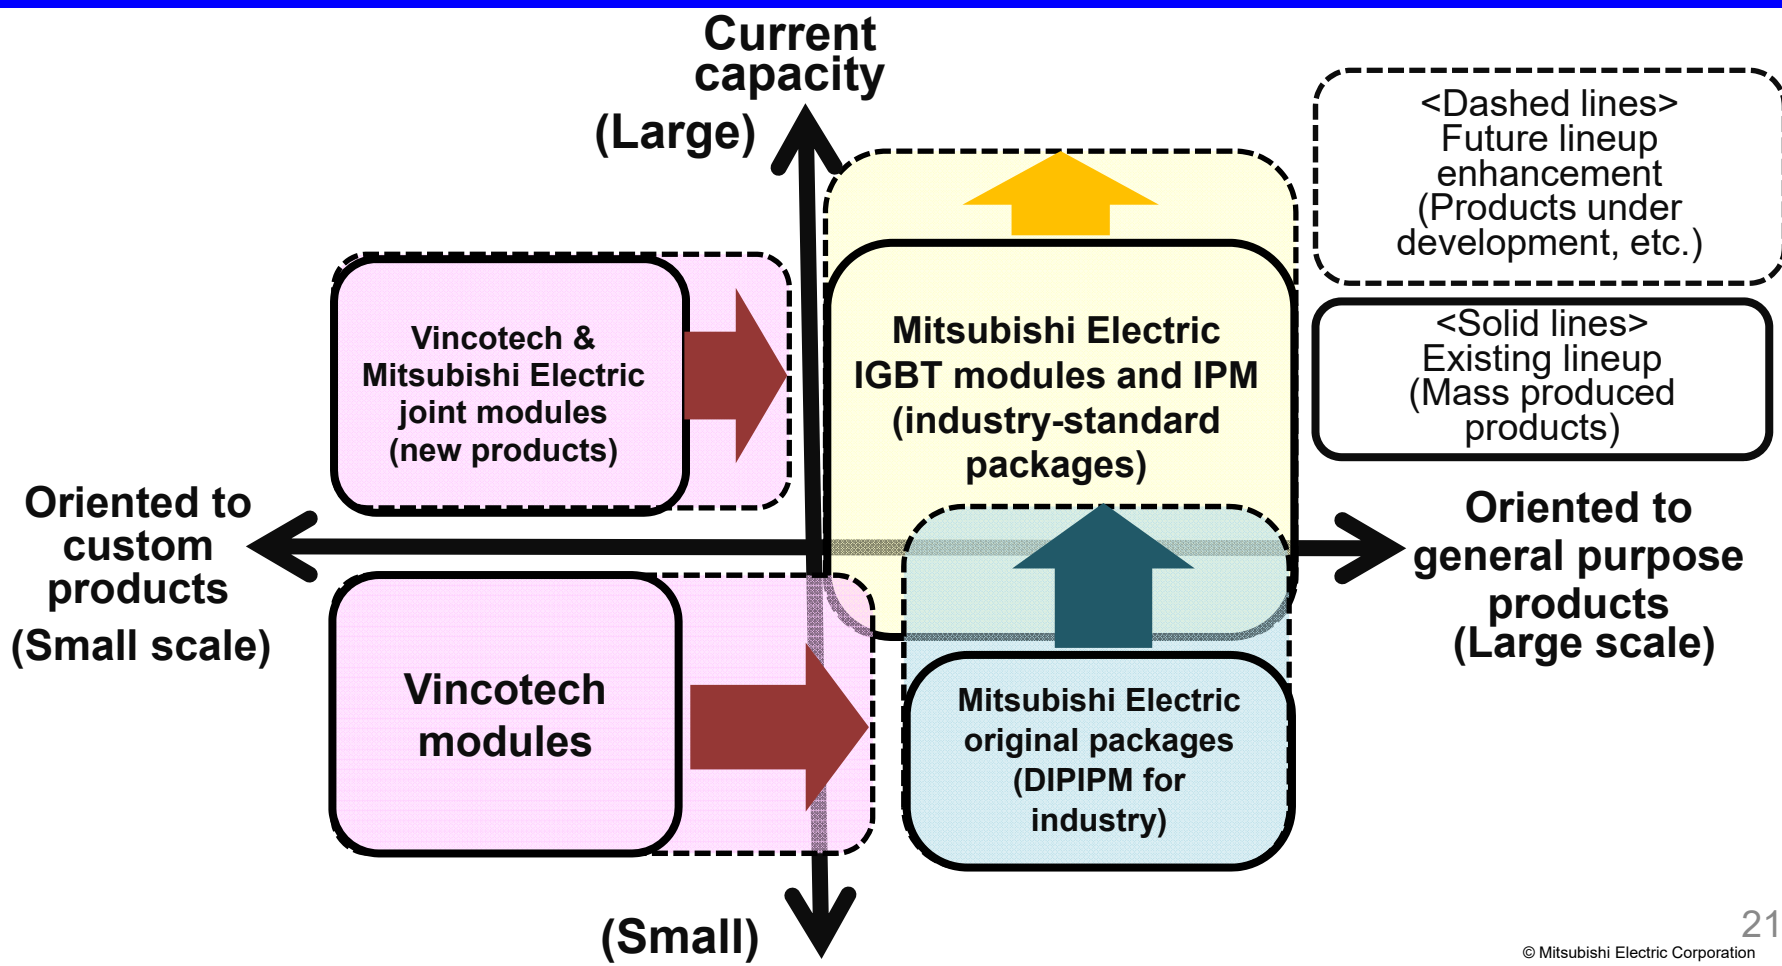 Current
capacity
(Large)
<Dashed lines>
Future lineup
enhancement
(Products under
development, etc.)
<Solid lines>
Existing lineup
(Mass produced
products)
Vincotech &
Mitsubishi Electric
joint modules
(new products)
Mitsubishi Electric
IGBT modules and IPM
(industry-standard
packages)
Oriented to
custom
products
(Small scale)
Oriented to
general purpose
products
(Large scale)
Vincotech
modules
Mitsubishi Electric
original packages
(DIPIPM for
industry)
(Small)
21
© Mitsubishi Electric Corporation